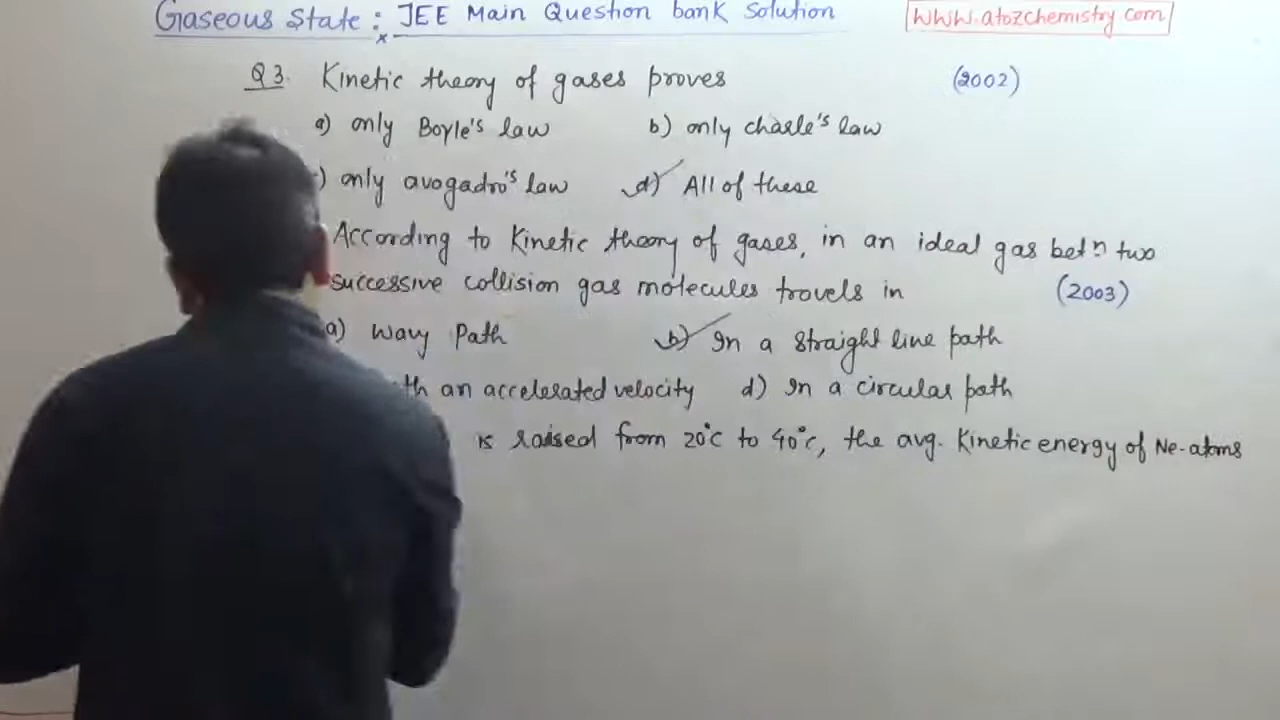 Gaseous State : JEE Main Question bank Solution
www.atozchemistry.com
Q3. Kinetic theory of gases proves (2002)
a) only Boyle's law b) only charle's law
) only avogadro's law d) All of these
According to Kinetic theory of gases, in an ideal gas betn two
successive collision gas molecules travels in (2003)
a) wavy Path b) In a straight line path
th an accelerated velocity d) In a circular path
is raised from 20°C to 40°C, the avg. Kinetic energy of Ne-atoms